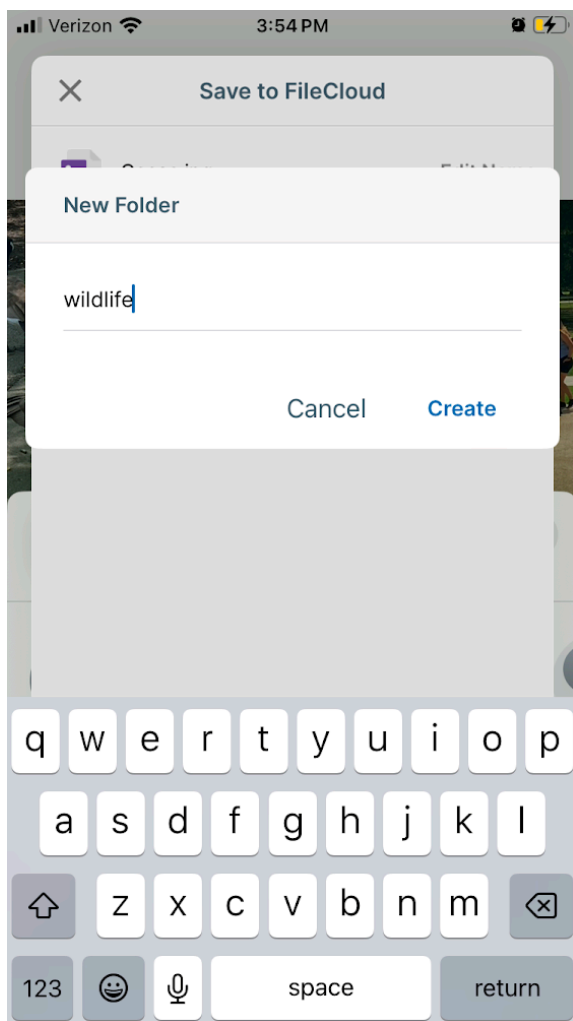 Verizon 3:54 PM
Save to FileCloud
New Folder
wildlife
Cancel Create
q w e r t y u i o p
a s d f g h j k l
z x c v b n m
123 space return